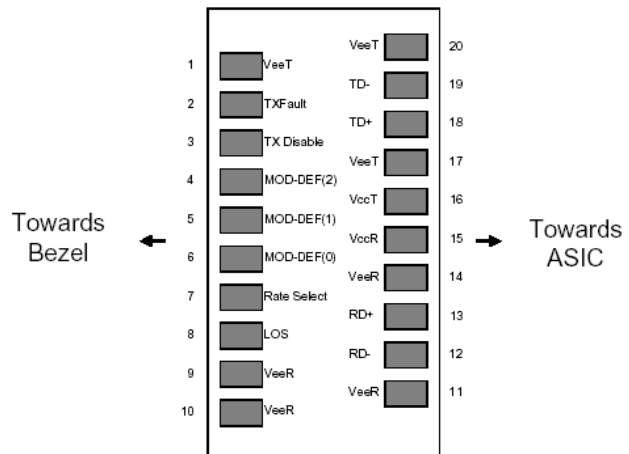 Towards
Bezel
1 VeeT
2 TXFault
3 TX Disable
4 MOD-DEF(2)
5 MOD-DEF(1)
6 MOD-DEF(0)
7 Rate Select
8 LOS
9 VeeR
10 VeeR
VeeT 20
TD- 19
TD+ 18
VeeT 17
VccT 16
VccR 15
VeeR 14
RD+ 13
RD- 12
VeeR 11
Towards
ASIC